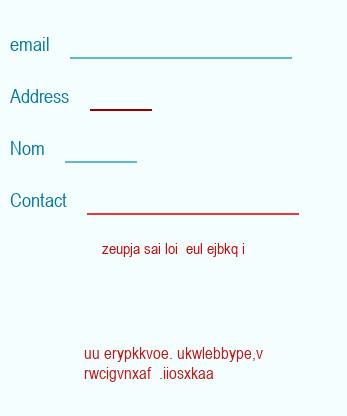 email
Address
Nom
Contact
zeupja sai loi  eul ejbkq i
uu erypkkvoe. ukwlebbype,v
rwcigvnxaf  .iiosxkaa